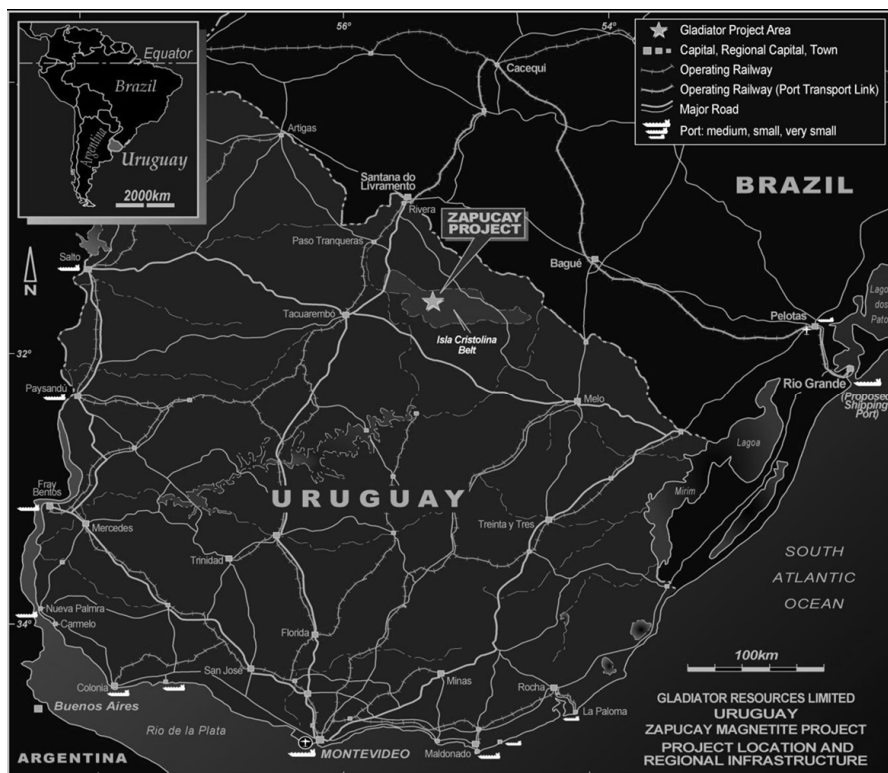 56°
54°
Equator
Brazil
Argentina
Uruguay
2000km
Gladiator Project Area
Capital, Regional Capital, Town
Operating Railway
Operating Railway (Port Transport Link)
Major Road
Port: medium, small, very small
Cacequi
Artigas
BRAZIL
Santana do
Livramento
Rivera
ZAPUCAY
PROJECT
Paso Tranqueras
Salto
N
Bagué
Lago
dos
Pato
Tacuarembó
Pelotas
Isla Cristolina
Belt
32°
Rio Grande
(Proposed
Shipping
Port)
Paysandú
Melo
Lagoa
Mirim
Fray
Bentos
URUGUAY
Mercedes
Treinta y Tres
Trinidad
SOUTH
ATLANTIC
OCEAN
Nueva Palmra
34°
Carmelo
Florida
100km
San José
Minas
Colonia
Rocha
La Paloma
Buenos Aires
Rio de la Plata
MONTEVIDEO
Maldonado
ARGENTINA
GLADIATOR RESOURCES LIMITED
URUGUAY
ZAPUCAY MAGNETITE PROJECT
PROJECT LOCATION AND
REGIONAL INFRASTRUCTURE